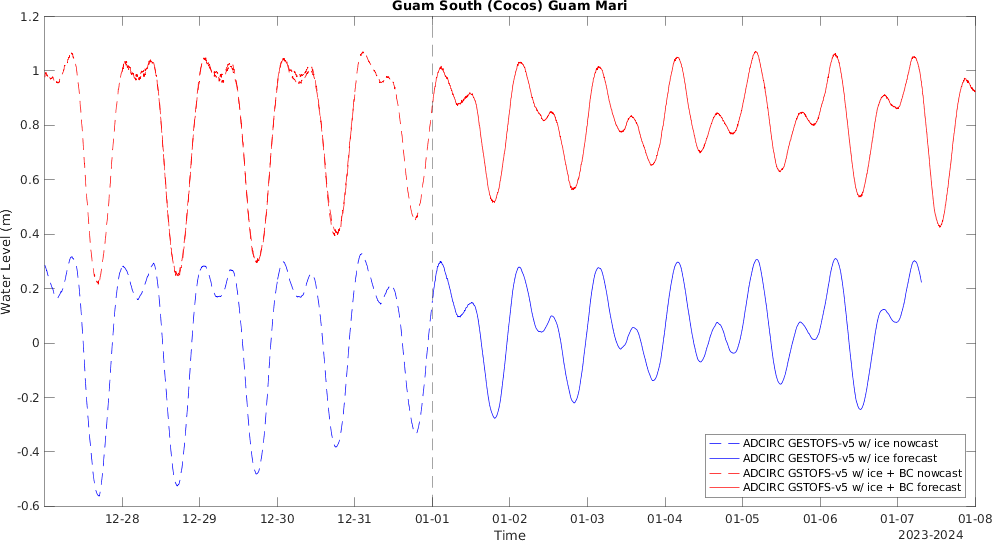 Guam South (Cocos) Guam Mari
1.2
1
0.8
0.6
0.4
0.2
0
-0.2
-0.4
-0.6
Water Level (m)
12-28 12-29 12-30 12-31 01-01 01-02 01-03 01-04 01-05 01-06 01-07 01-08
Time
2023-2024
ADCIRC GESTOFS-v5 w/ ice nowcast
ADCIRC GESTOFS-v5 w/ ice forecast
ADCIRC GSTOFS-v5 w/ ice + BC nowcast
ADCIRC GSTOFS-v5 w/ ice + BC forecast